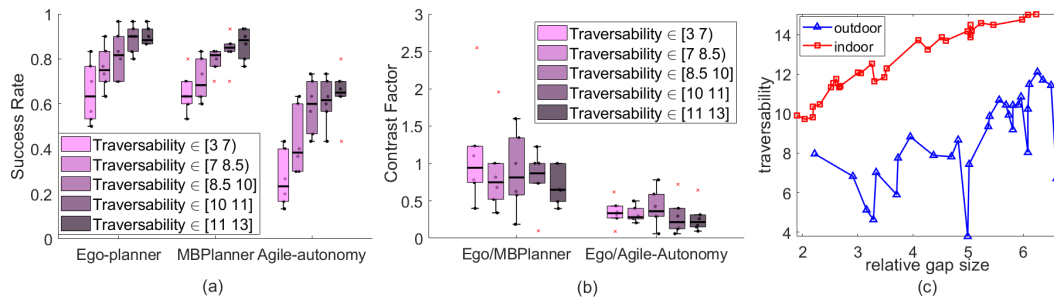 1
0.8
0.6
0.4
0.2
0
Success Rate
Traversability ∈ [3 7)
Traversability ∈ [7 8.5)
Traversability ∈ [8.5 10]
Traversability ∈ [10 11]
Traversability ∈ [11 13]
Ego-planner MBPlanner Agile-autonomy
(a)
3
2.5
2
1.5
1
0.5
0
Contrast Factor
Traversability ∈ [3 7)
Traversability ∈ [7 8.5)
Traversability ∈ [8.5 10]
Traversability ∈ [10 11]
Traversability ∈ [11 13]
Ego/MBPlanner Ego/Agile-Autonomy
(b)
14
12
10
8
6
4
traversability
outdoor
indoor
2 3 4 5 6
relative gap size
(c)